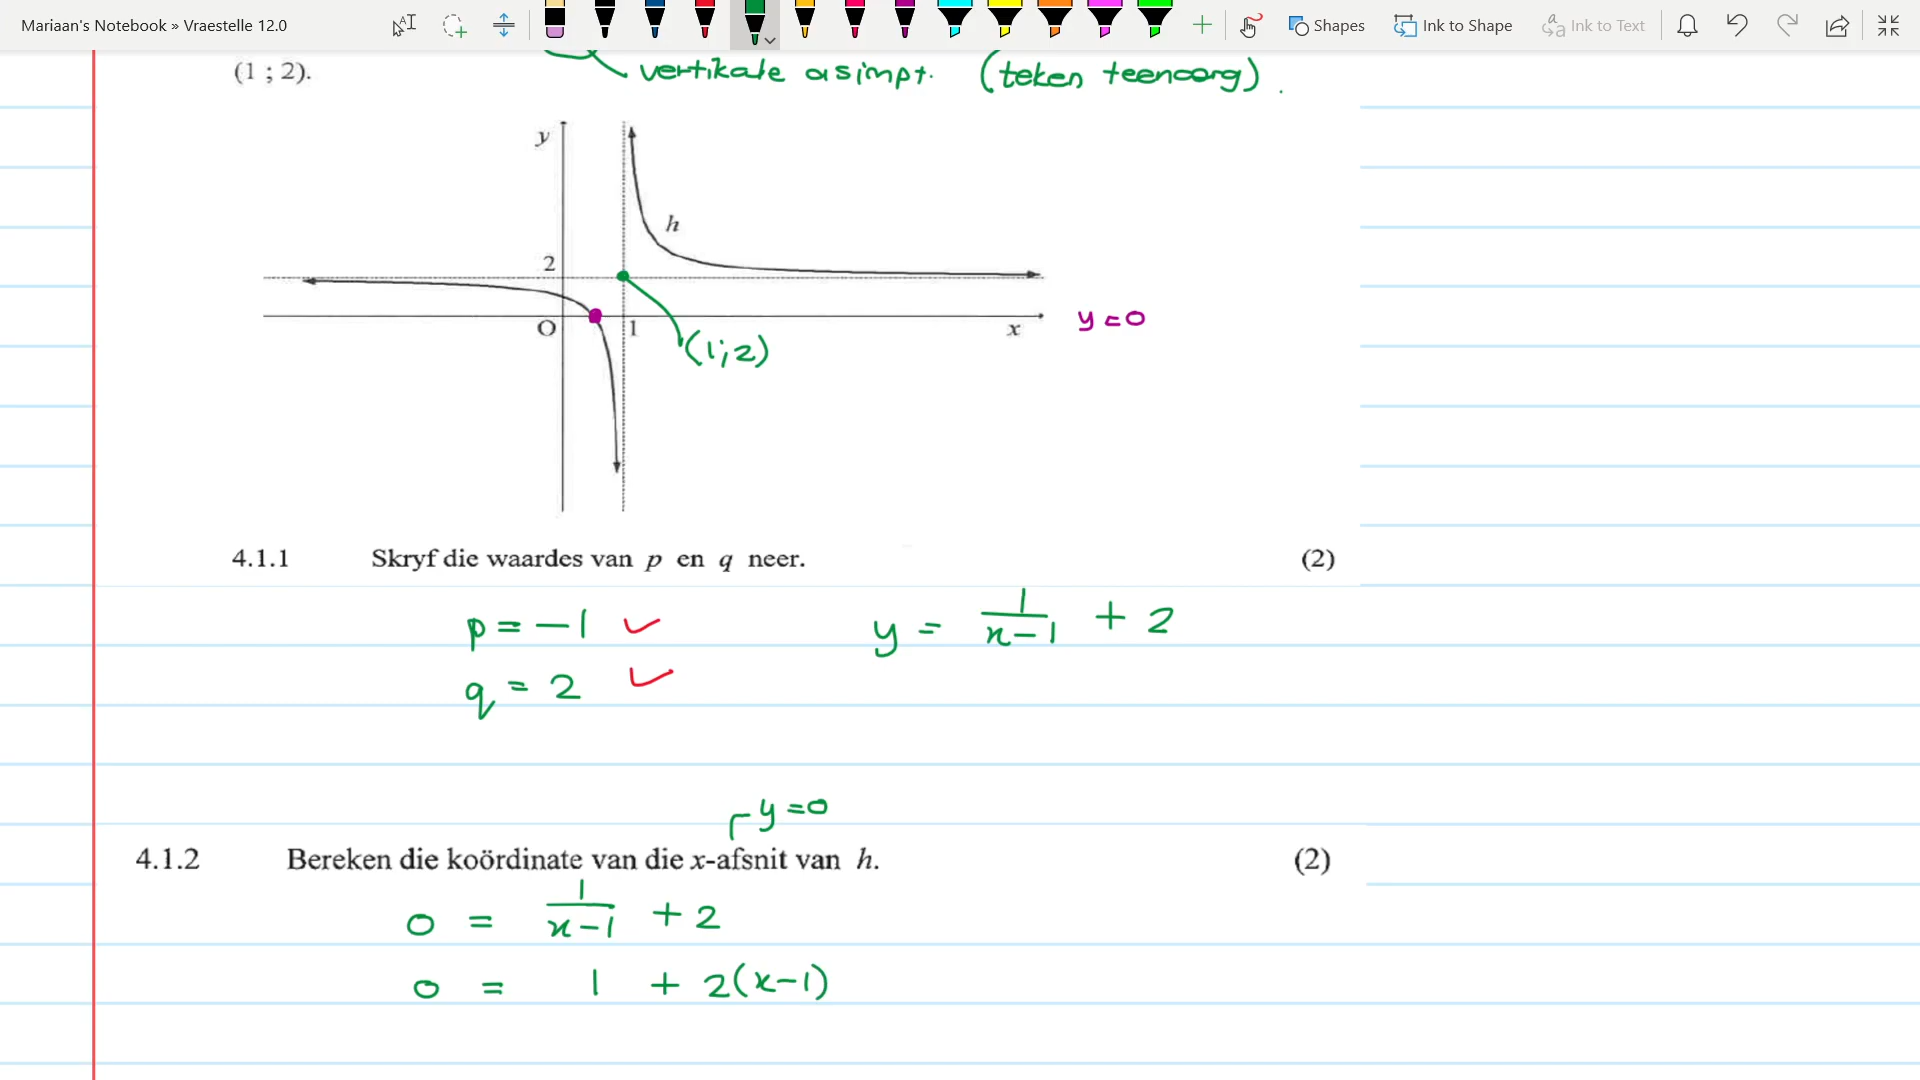 Mariaan's Notebook » Vraestelle 12.0
Shapes
Ink to Shape
Ink to Text
(1 ; 2).
vertikale asimpt. (teken teenoorg).
y
h
2
O
1
x
y = 0
(1;2)
4.1.1 Skryf die waardes van p en q neer. (2)
p = -1 ✓
y = 1/(x-1) + 2
q = 2 ✓
y = 0
4.1.2 Bereken die koördinate van die x-afsnit van h. (2)
0 = 1/(x-1) + 2
0 = 1 + 2(x-1)